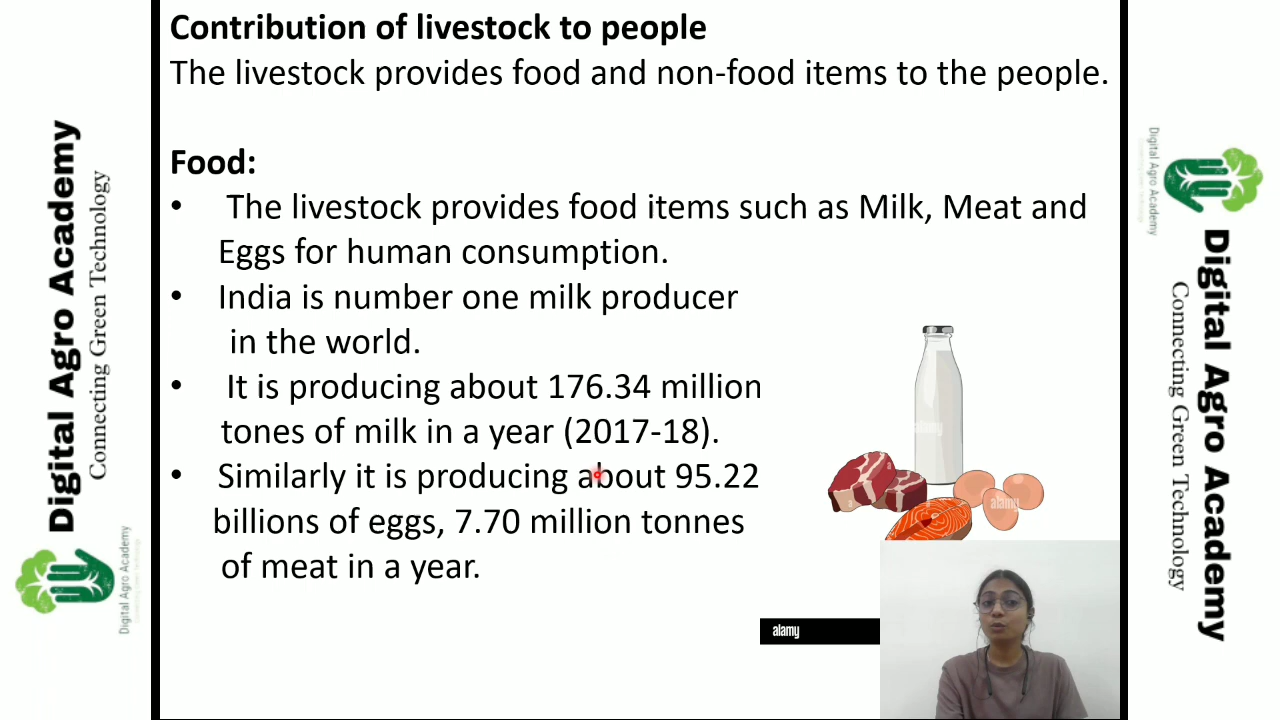 Contribution of livestock to people
The livestock provides food and non-food items to the people.
Food:
• The livestock provides food items such as Milk, Meat and
Eggs for human consumption.
• India is number one milk producer
in the world.
• It is producing about 176.34 million
tones of milk in a year (2017-18).
• Similarly it is producing about 95.22
billions of eggs, 7.70 million tonnes
of meat in a year.
alamy
alamy
a
a
alamy
Digital Agro Academy
Connecting Green Technology
Digital Agro Academy
Digital Agro Academy
Connecting Green Technology
Digital Agro Academy